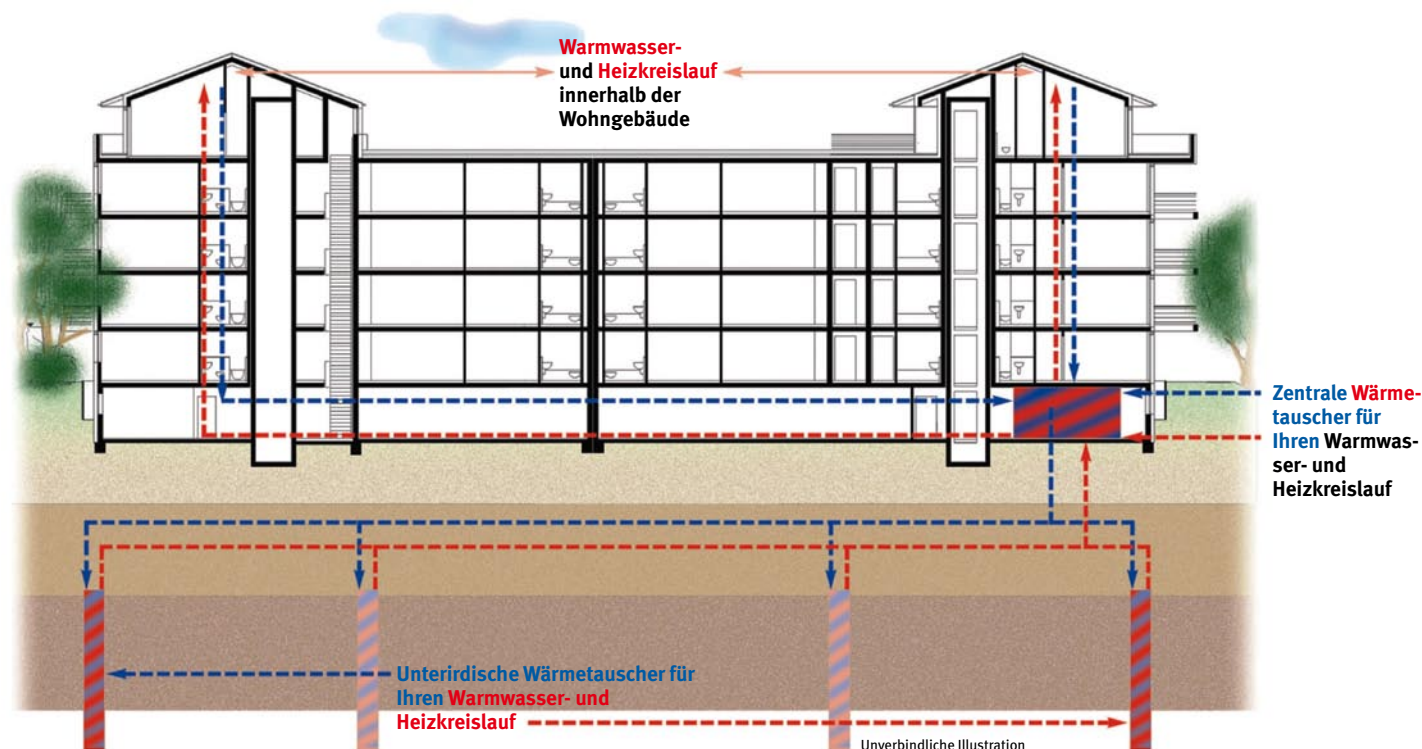 Warmwasser-
und Heizkreislauf
innerhalb der
Wohngebäude
Zentrale Wärme-
tauscher für
Ihren Warmwas-
ser- und
Heizkreislauf
Unterirdische Wärmetauscher für
Ihren Warmwasser- und
Heizkreislauf
Unverbindliche Illustration